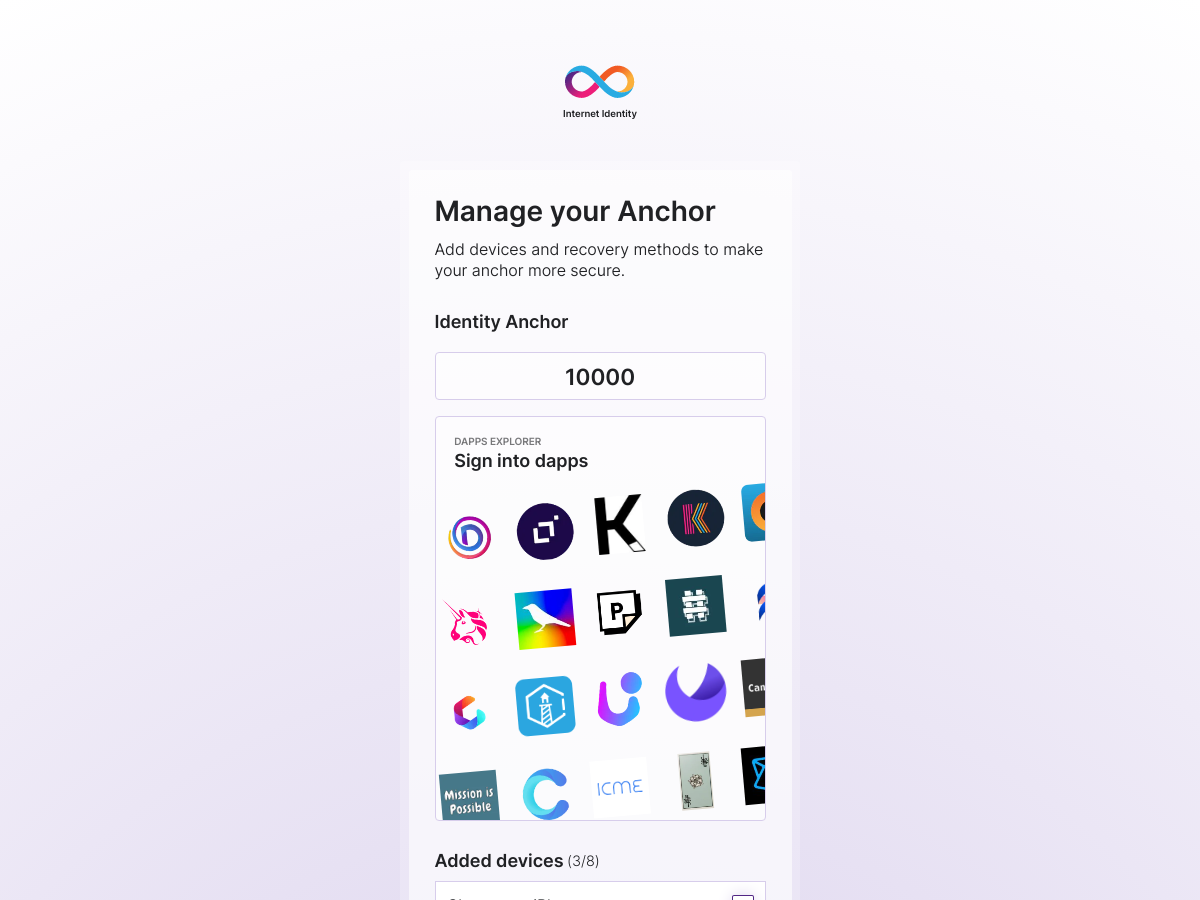 Internet Identity
Manage your Anchor
Add devices and recovery methods to make
your anchor more secure.
Identity Anchor
10000
DAPPS EXPLORER
Sign into dapps
P
Can
Mission is
Possible
ICME
Added devices (3/8)